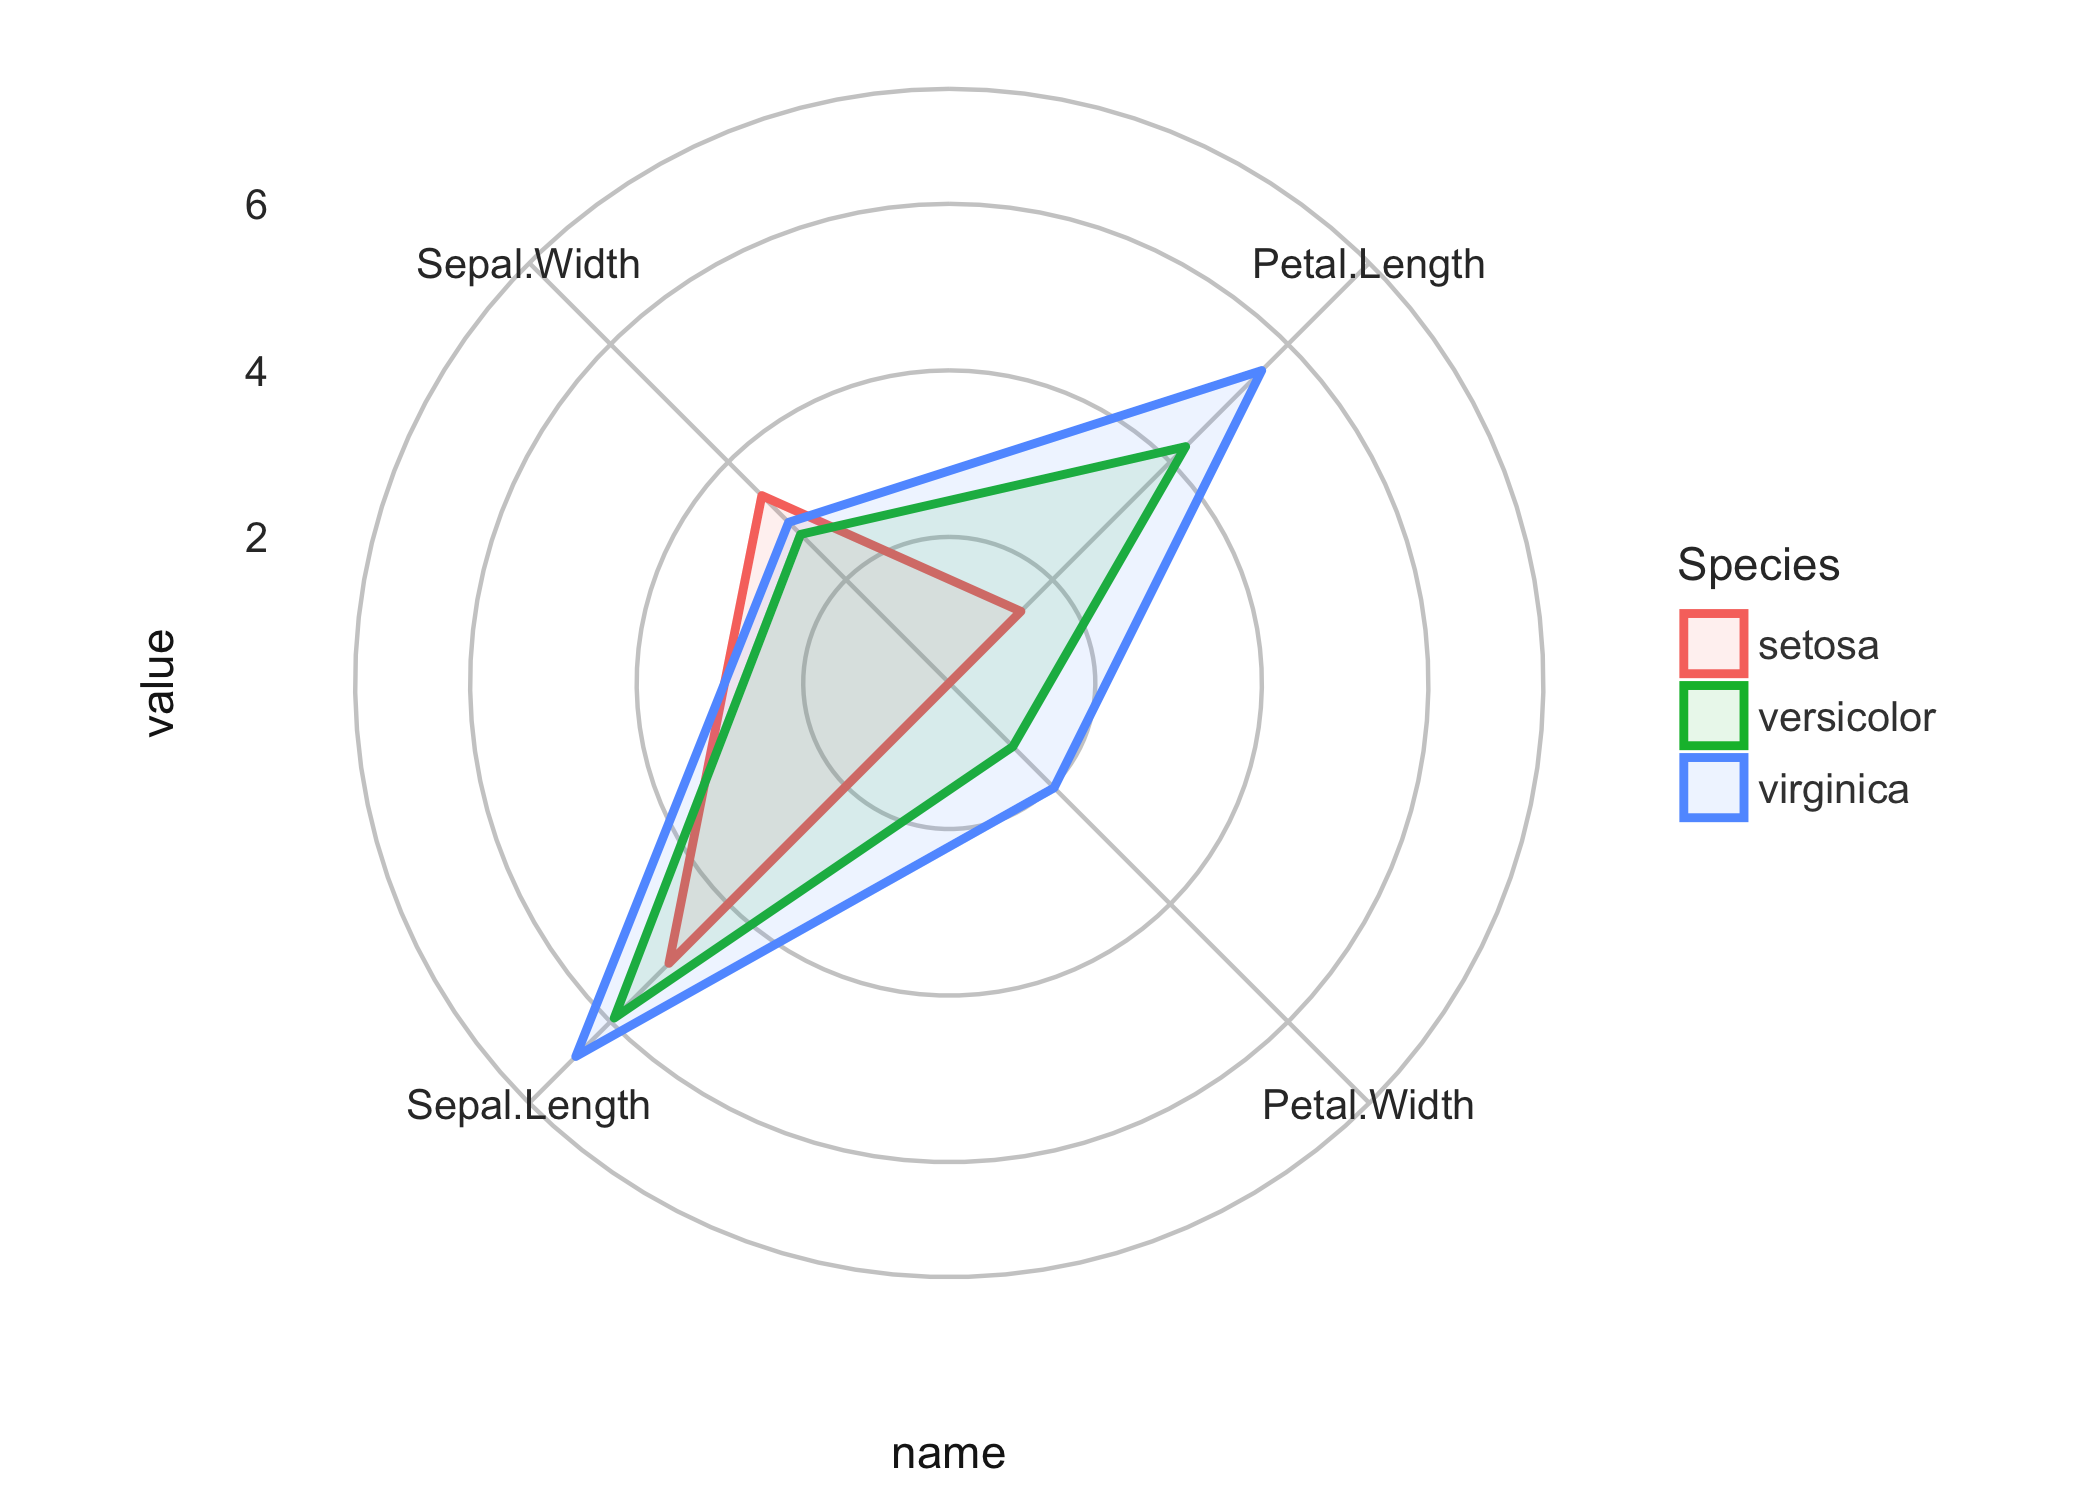 6
Sepal.Width
Petal.Length
4
2
Species
setosa
value
versicolor
virginica
Sepal.Length
Petal.Width
name